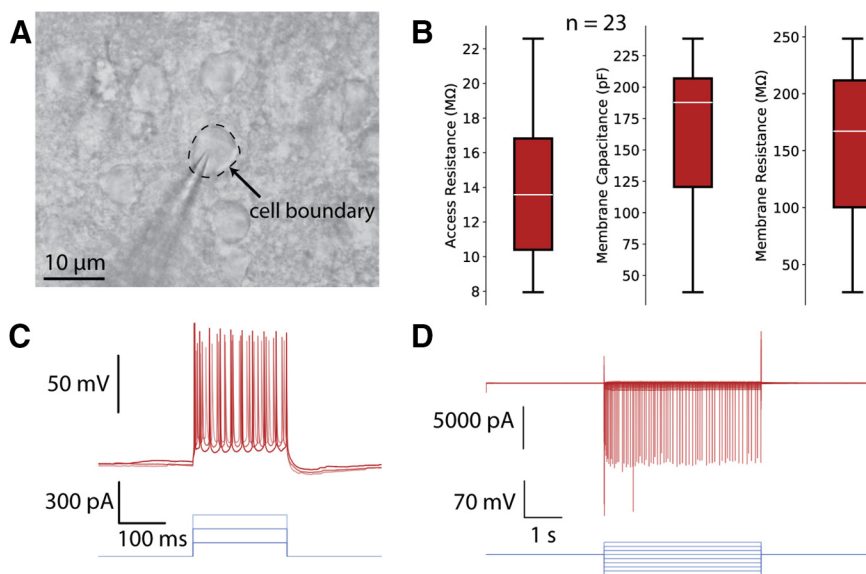 A
cell boundary
10 µm
B
n = 23
Access Resistance (MΩ)
22
20
18
16
14
12
10
8
Membrane Capacitance (pF)
225
200
175
150
125
100
75
50
Membrane Resistance (MΩ)
250
200
150
100
50
C
50 mV
300 pA
100 ms
D
5000 pA
70 mV
1 s